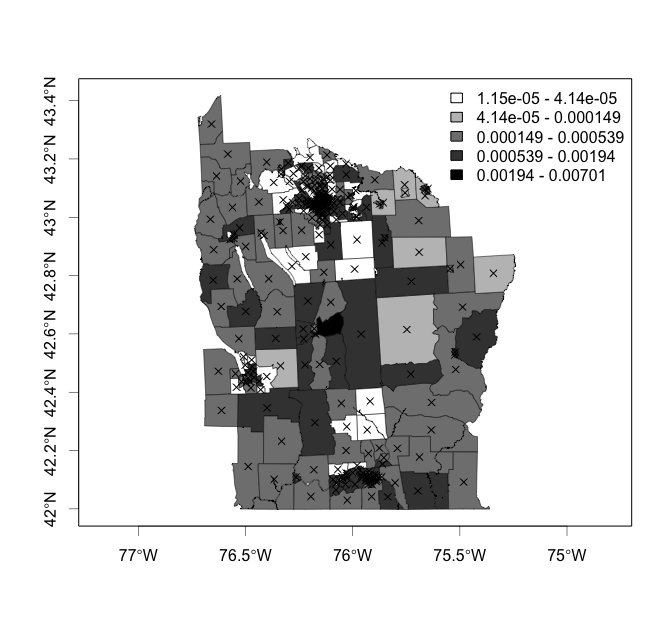 1.15e-05 - 4.14e-05
4.14e-05 - 0.000149
0.000149 - 0.000539
0.000539 - 0.00194
0.00194 - 0.00701
43.4°N
43.2°N
43°N
42.8°N
42.6°N
42.4°N
42.2°N
42°N
77°W 76.5°W 76°W 75.5°W 75°W